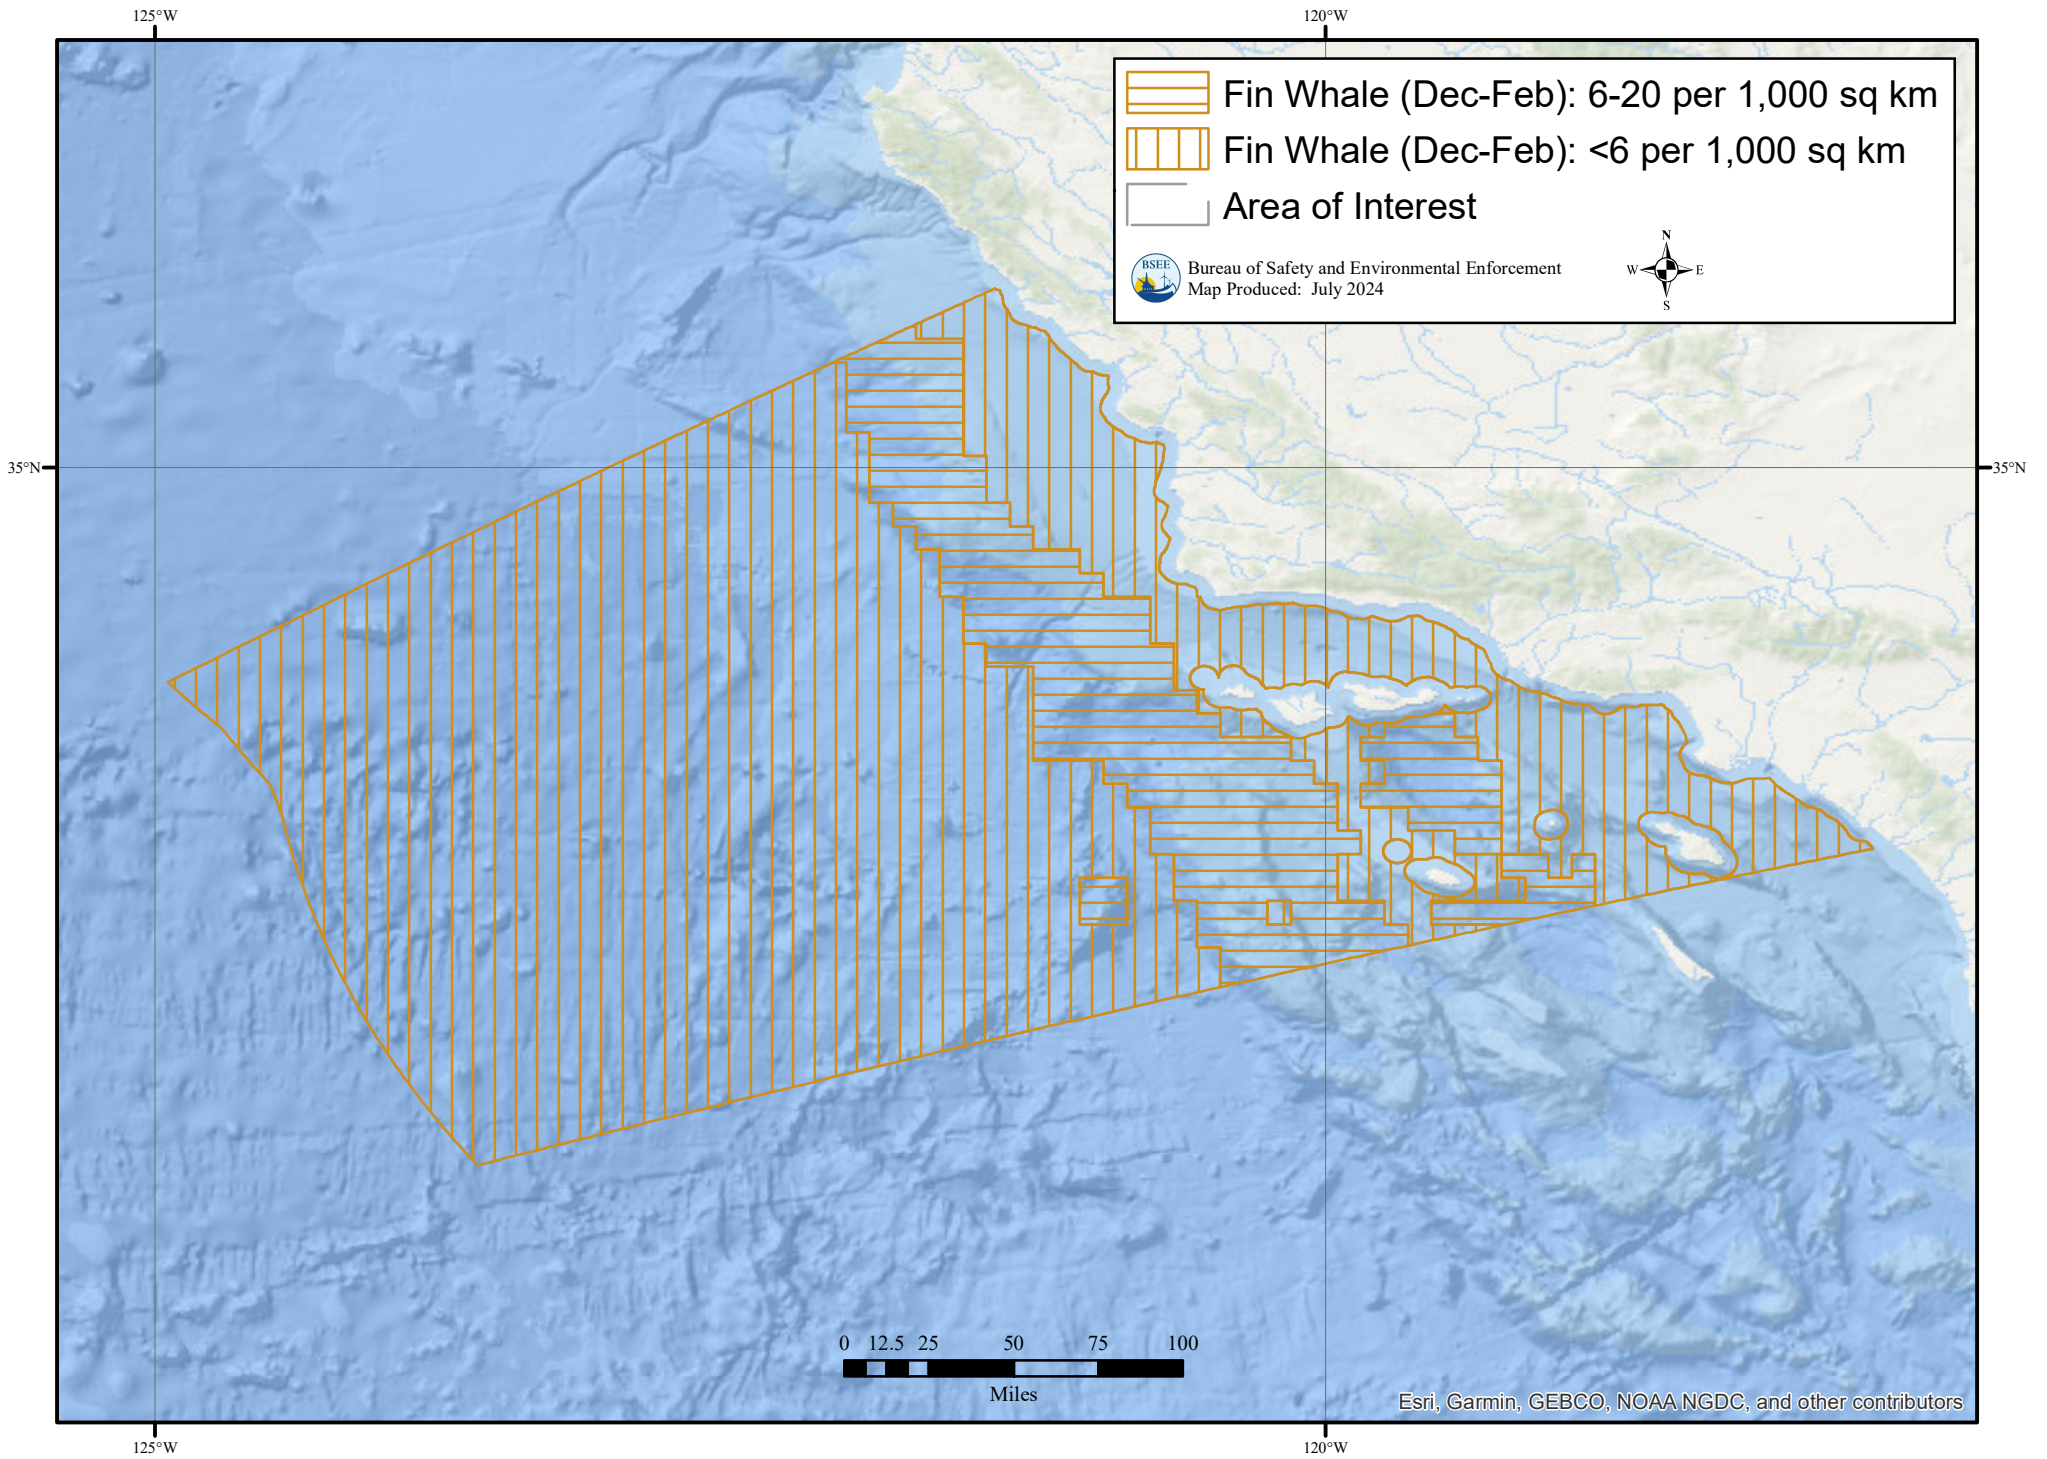 125°W
120°W
Fin Whale (Dec-Feb): 6-20 per 1,000 sq km
Fin Whale (Dec-Feb): <6 per 1,000 sq km
Area of Interest
BSEE
Bureau of Safety and Environmental Enforcement
Map Produced: July 2024
N
W
E
S
35°N
35°N
0 12.5 25 50 75 100
Miles
Esri, Garmin, GEBCO, NOAA NGDC, and other contributors
125°W
120°W